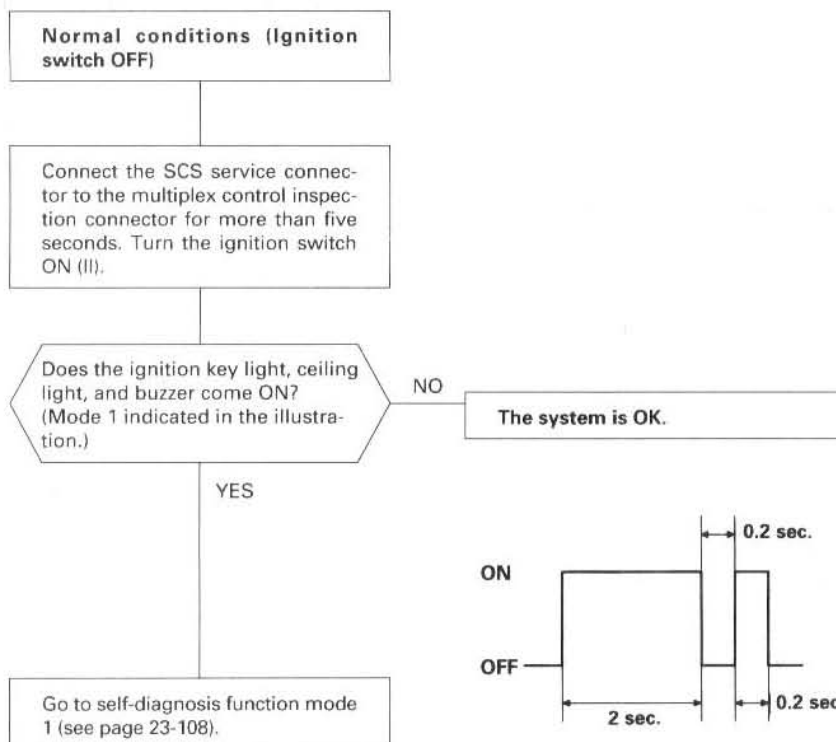 Normal conditions (Ignition
switch OFF)
Connect the SCS service connec-
tor to the multiplex control inspec-
tion connector for more than five
seconds. Turn the ignition switch
ON (II).
Does the ignition key light, ceiling
light, and buzzer come ON?
(Mode 1 indicated in the illustra-
tion.)
NO
The system is OK.
YES
0.2 sec.
ON
OFF
2 sec.
0.2 sec
Go to self-diagnosis function mode
1 (see page 23-108).